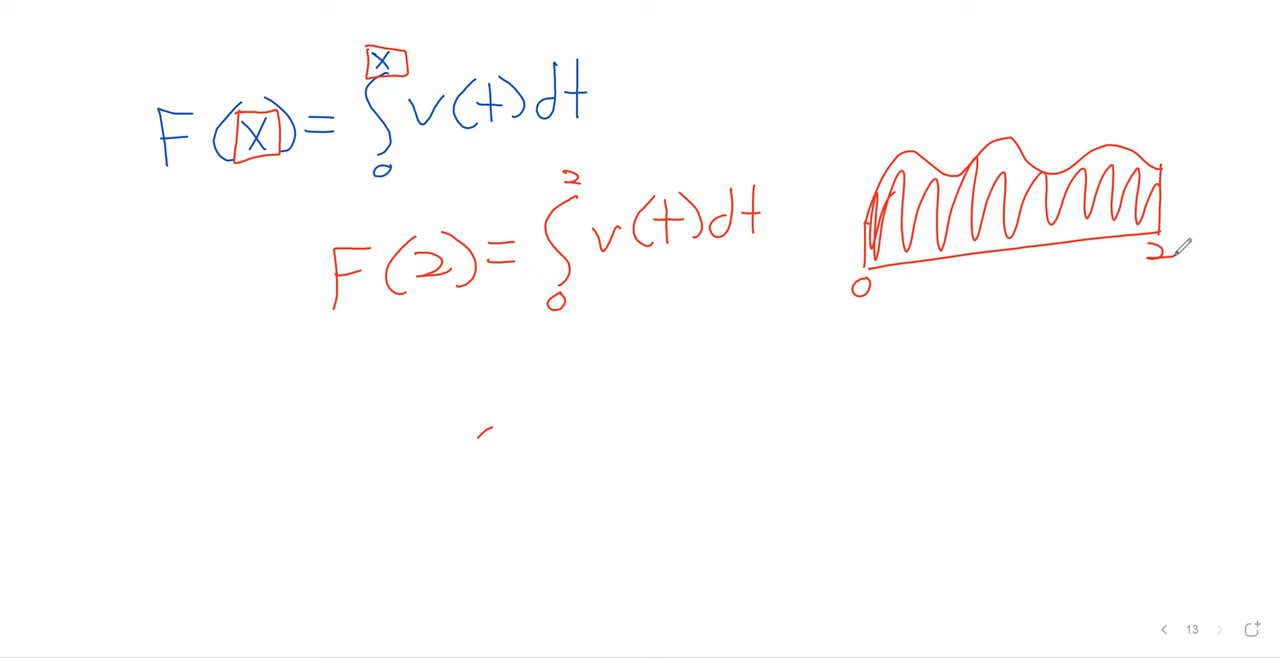 F(x) = ∫₀ˣ v(t)dt
F(2) = ∫₀² v(t)dt
0 2
13